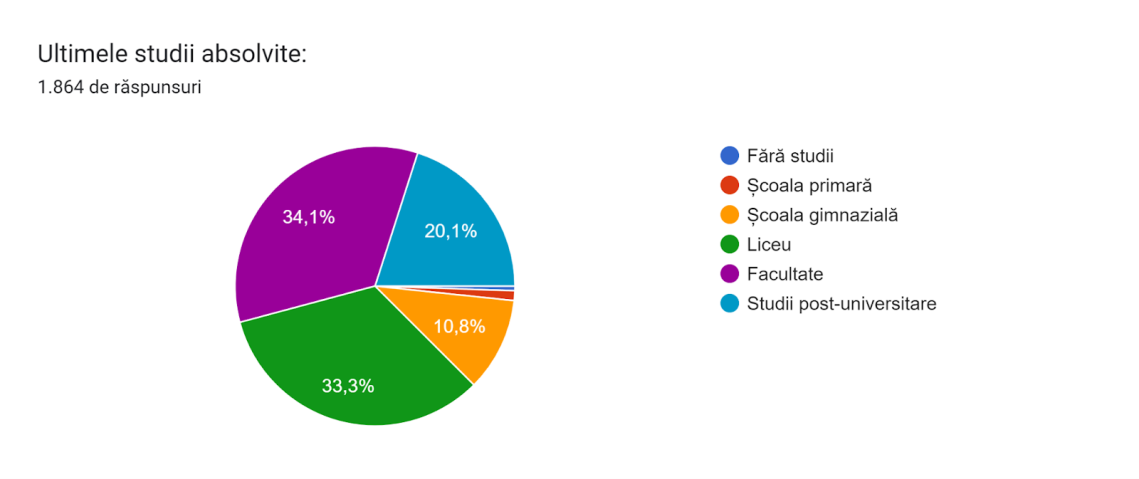 Ultimele studii absolvite:
1.864 de răspunsuri
34,1%
20,1%
10,8%
33,3%
Fără studii
Școala primară
Școala gimnazială
Liceu
Facultate
Studii post-universitare